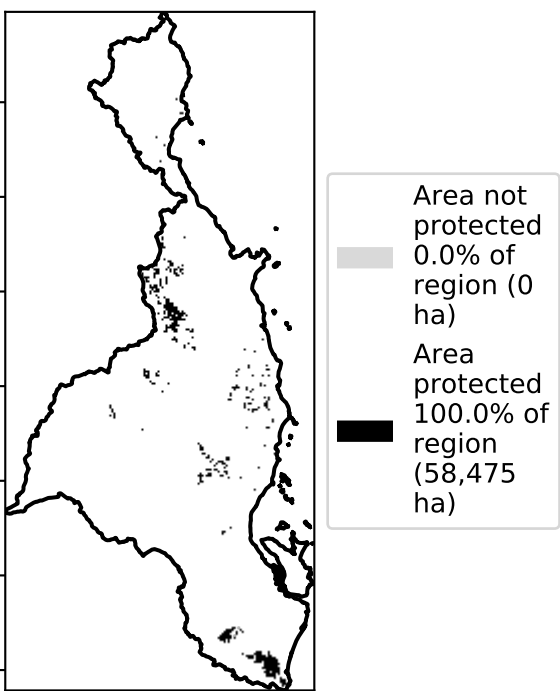 Area not
protected
0.0% of
region (0
ha)
Area
protected
100.0% of
region
(58,475
ha)